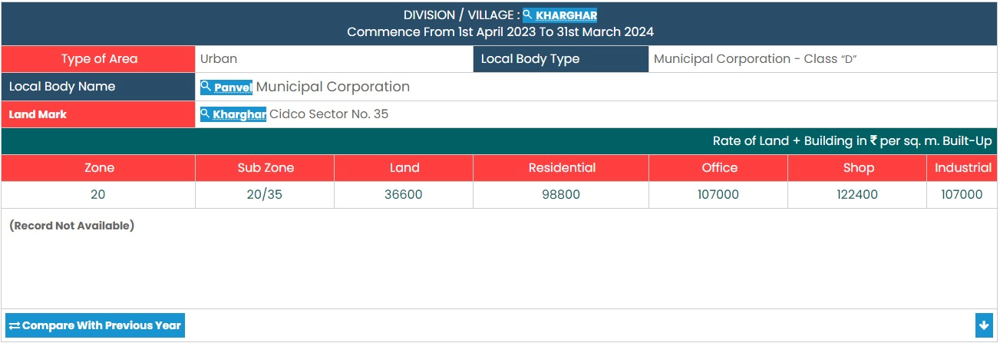 DIVISION / VILLAGE : KHARGHAR
Commence From 1st April 2023 To 31st March 2024
Type of Area Urban Local Body Type Municipal Corporation - Class “D”
Local Body Name Panvel Municipal Corporation
Land Mark Kharghar Cidco Sector No. 35
Rate of Land + Building in ₹ per sq. m. Built-Up
Zone Sub Zone Land Residential Office Shop Industrial
20 20/35 36600 98800 107000 122400 107000
(Record Not Available)
Compare With Previous Year